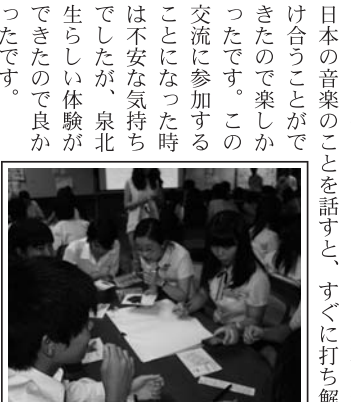 日本の音楽のことを話すと、すぐに打ち解
け合うことがで
きたので楽しか
ったです。この
交流に参加する
ことになった時
は不安な気持ち
でしたが、泉北
生らしい体験が
できたので良か
ったです。